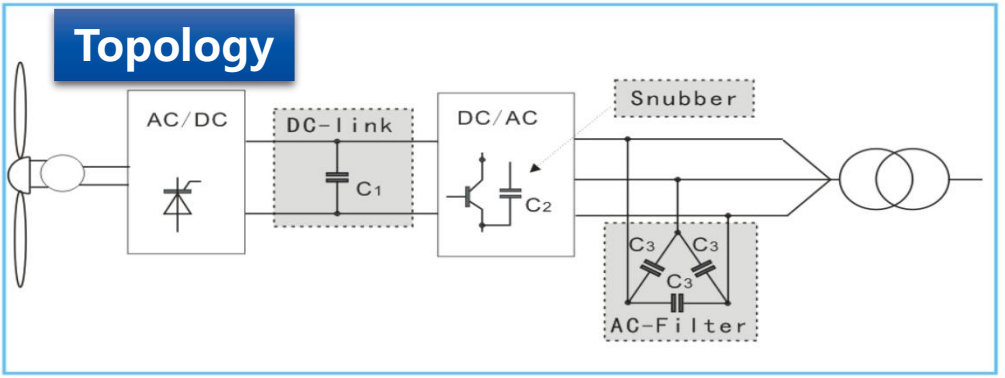 Topology
AC/DC
DC-link
C1
DC/AC
C2
Snubber
C3
C3
C3
AC-Filter